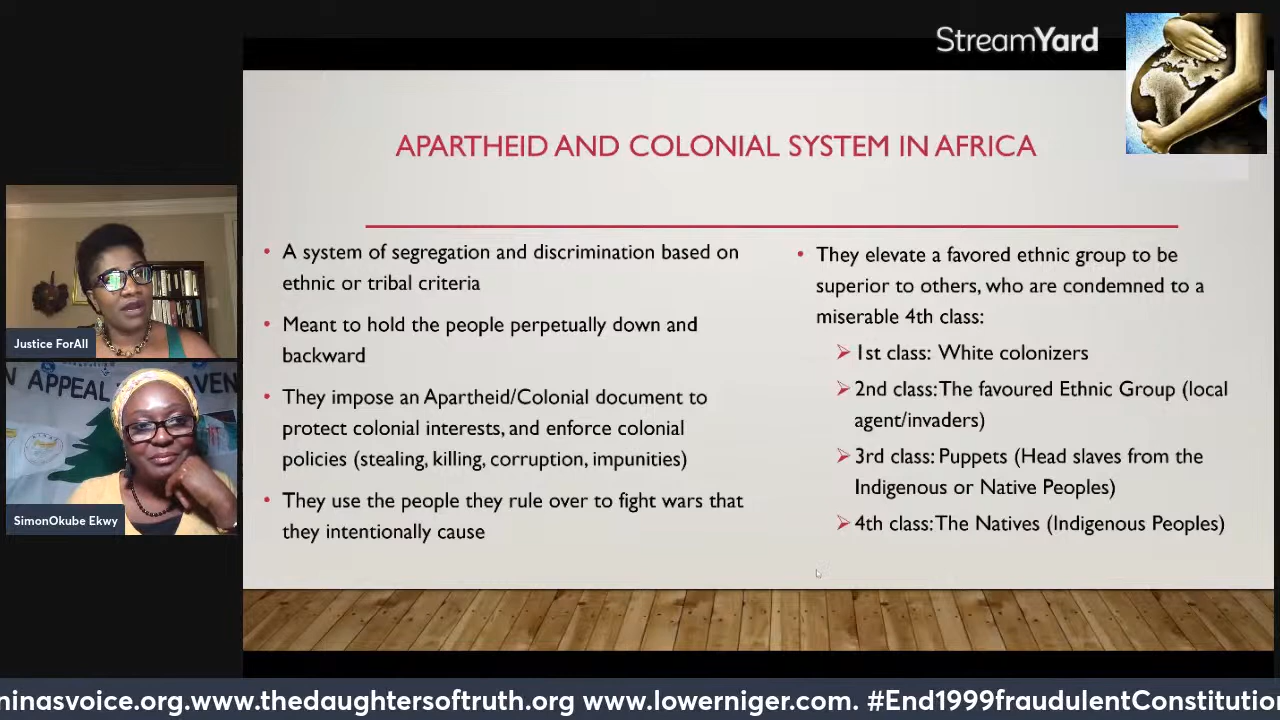 StreamYard
APARTHEID AND COLONIAL SYSTEM IN AFRICA
• A system of segregation and discrimination based on
ethnic or tribal criteria
• Meant to hold the people perpetually down and
backward
• They impose an Apartheid/Colonial document to
protect colonial interests, and enforce colonial
policies (stealing, killing, corruption, impunities)
• They use the people they rule over to fight wars that
they intentionally cause
• They elevate a favored ethnic group to be
superior to others, who are condemned to a
miserable 4th class:
➢ 1st class: White colonizers
➢ 2nd class: The favoured Ethnic Group (local
agent/invaders)
➢ 3rd class: Puppets (Head slaves from the
Indigenous or Native Peoples)
➢ 4th class: The Natives (Indigenous Peoples)
Justice ForAll
N APPEAL
SimonOkube Ekwy
ninasvoice.org.www.thedaughtersoftruth.org www.lowerniger.com. #End1999fraudulentConstitutio